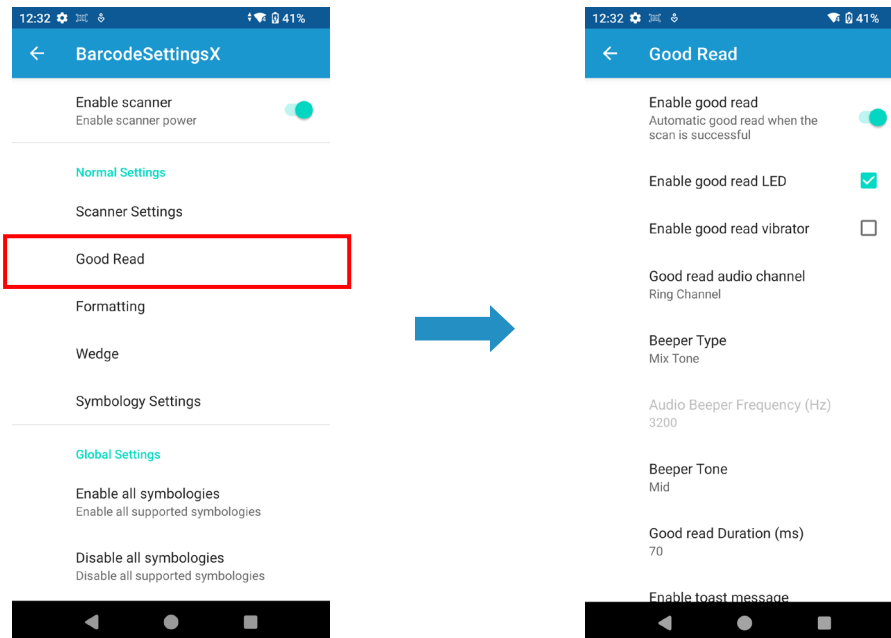 12:32 41%
BarcodeSettingsX
Enable scanner
Enable scanner power
Normal Settings
Scanner Settings
Good Read
Formatting
Wedge
Symbology Settings
Global Settings
Enable all symbologies
Enable all supported symbologies
Disable all symbologies
Disable all supported symbologies
12:32 41%
Good Read
Enable good read
Automatic good read when the
scan is successful
Enable good read LED
Enable good read vibrator
Good read audio channel
Ring Channel
Beeper Type
Mix Tone
Audio Beeper Frequency (Hz)
3200
Beeper Tone
Mid
Good read Duration (ms)
70
Enable toast message